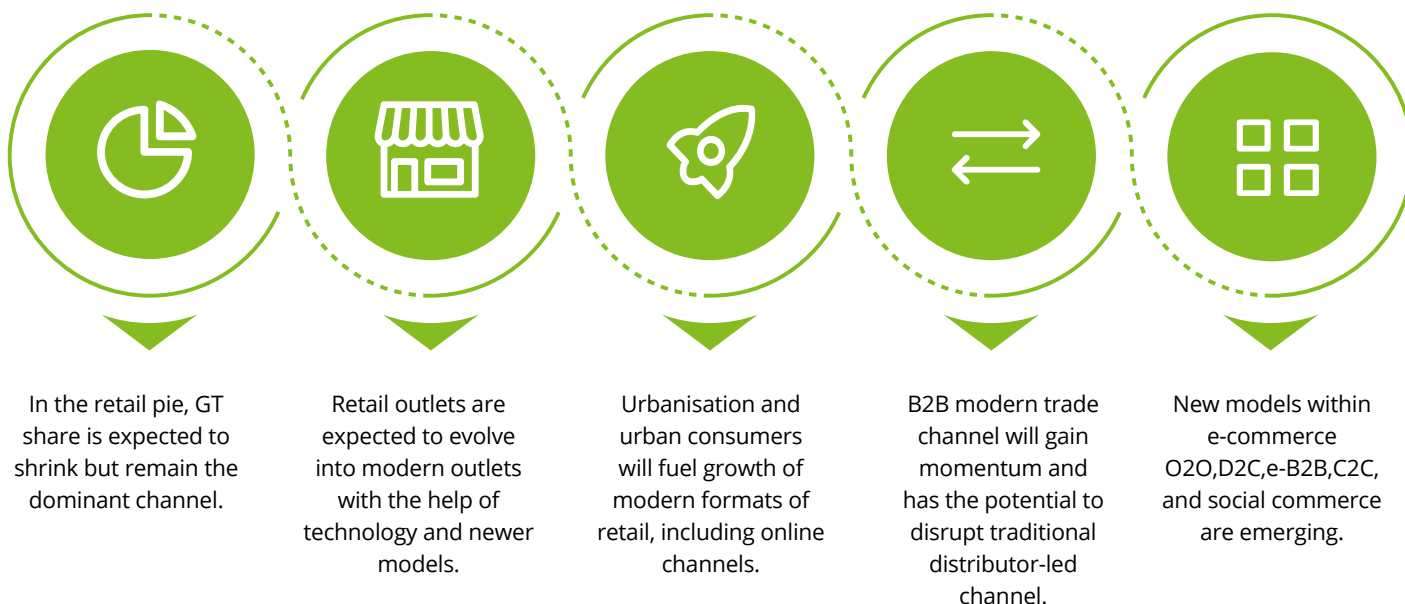 In the retail pie, GT
share is expected to
shrink but remain the
dominant channel.
Retail outlets are
expected to evolve
into modern outlets
with the help of
technology and newer
models.
Urbanisation and
urban consumers
will fuel growth of
modern formats of
retail, including online
channels.
B2B modern trade
channel will gain
momentum and
has the potential to
disrupt traditional
distributor-led
channel.
New models within
e-commerce
O2O,D2C,e-B2B,C2C,
and social commerce
are emerging.